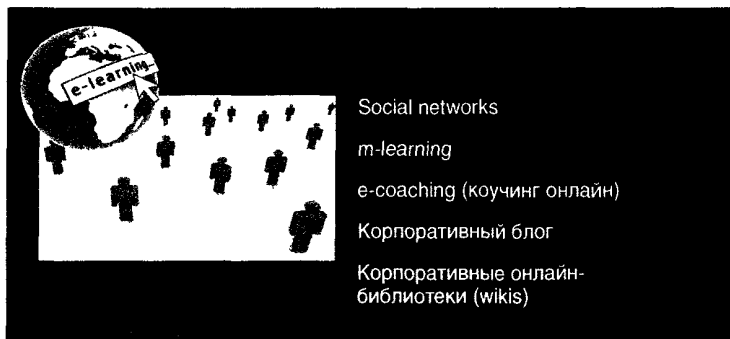 e-learning
Social networks
m-learning
e-coaching (коучинг онлайн)
Корпоративный блог
Корпоративные онлайн-
библиотеки (wikis)